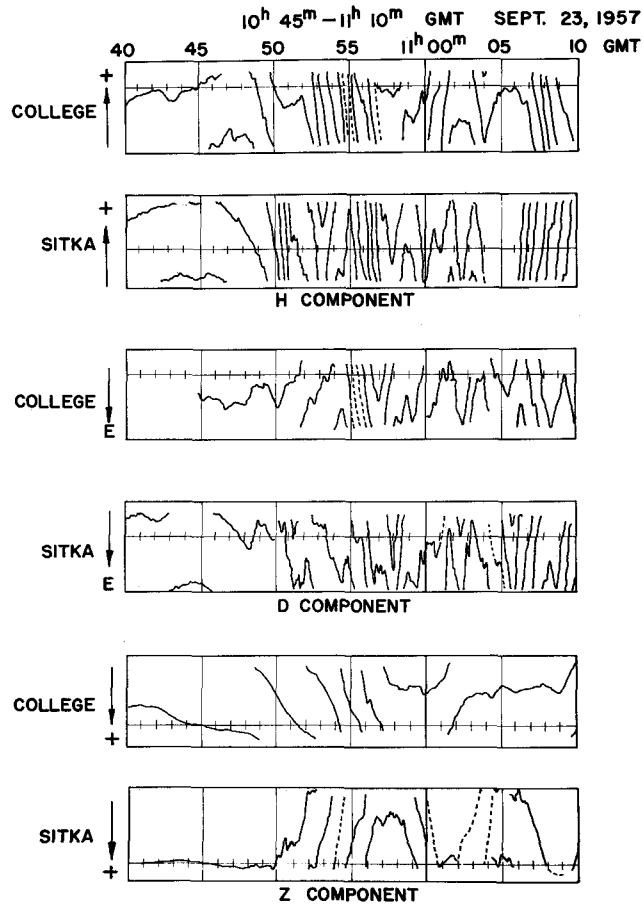 10h 45m – 11h 10m GMT SEPT. 23, 1957
40 45 50 55 11h 00m 05 10 GMT
+
COLLEGE
+
SITKA
H COMPONENT
COLLEGE
E
SITKA
E
D COMPONENT
COLLEGE
+
SITKA
+
Z COMPONENT